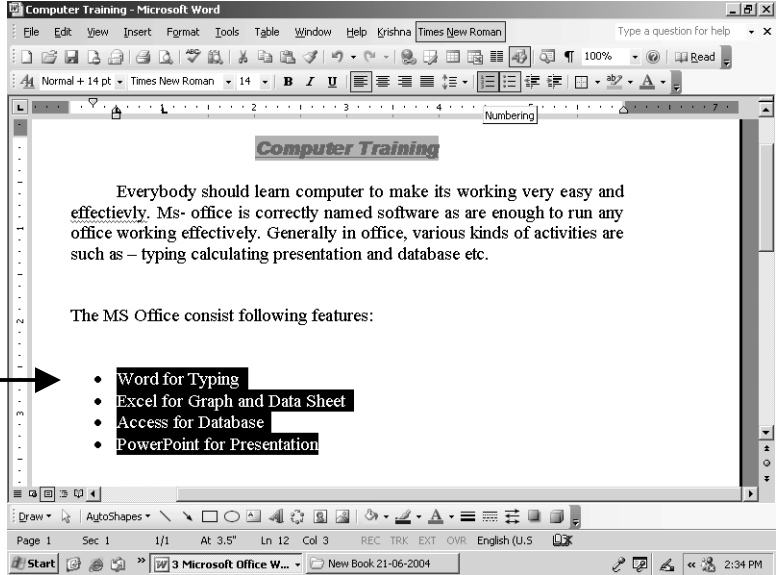 Computer Training - Microsoft Word
File Edit View Insert Format Tools Table Window Help Krishna Times New Roman Type a question for help
100% Read
Normal + 14 pt Times New Roman 14 B I U
2 3 4 5 7
Numbering
Computer Training
Everybody should learn computer to make its working very easy and
effectievly. Ms- office is correctly named software as are enough to run any
office working effectively. Generally in office, various kinds of activities are
such as – typing calculating presentation and database etc.
The MS Office consist following features:
• Word for Typing
• Excel for Graph and Data Sheet
• Access for Database
• PowerPoint for Presentation
Draw AutoShapes
Page 1 Sec 1 1/1 At 3.5" Ln 12 Col 3 REC TRK EXT OVR English (U.S
Start 3 Microsoft Office W... New Book 21-06-2004 2:34 PM